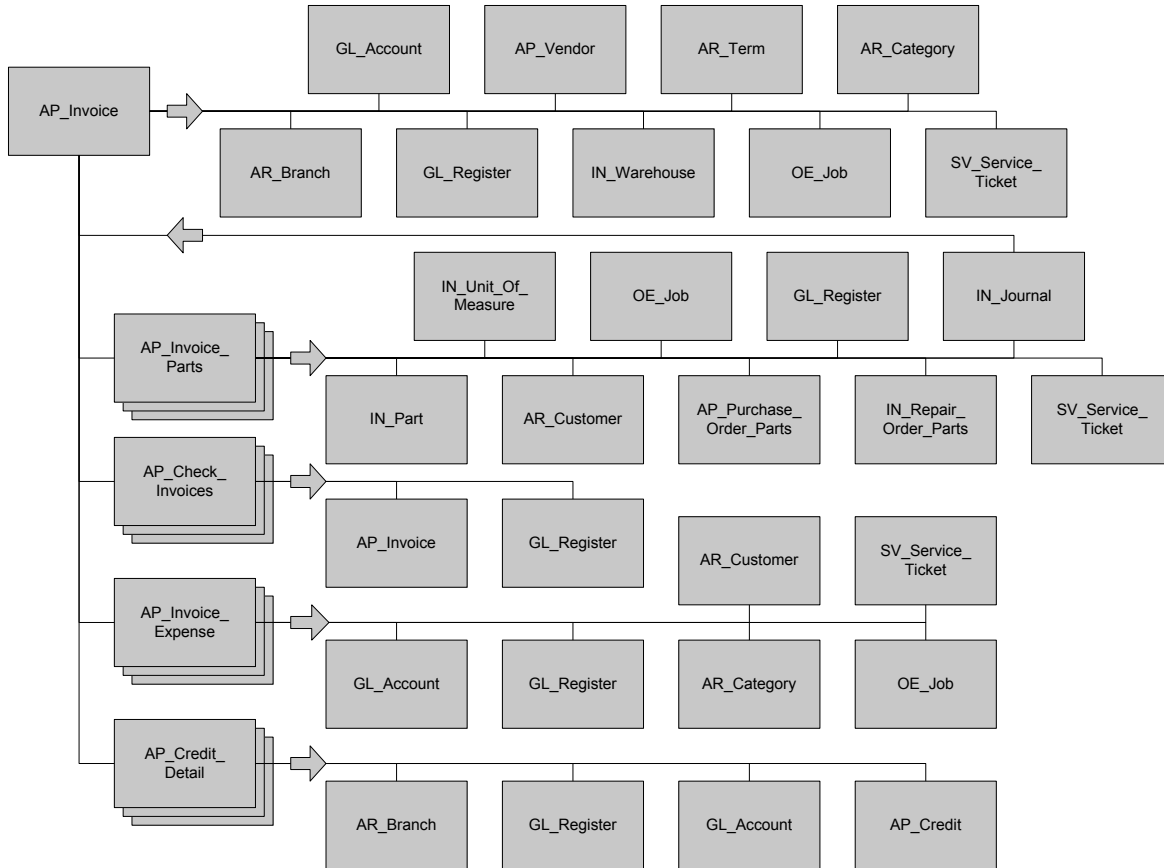 GL_Account
AP_Vendor
AR_Term
AR_Category
AP_Invoice
AR_Branch
GL_Register
IN_Warehouse
OE_Job
SV_Service_
Ticket
IN_Unit_Of_
Measure
OE_Job
GL_Register
IN_Journal
AP_Invoice_
Parts
IN_Part
AR_Customer
AP_Purchase_
Order_Parts
IN_Repair_
Order_Parts
SV_Service_
Ticket
AP_Check_
Invoices
AP_Invoice
GL_Register
AR_Customer
SV_Service_
Ticket
AP_Invoice_
Expense
GL_Account
GL_Register
AR_Category
OE_Job
AP_Credit_
Detail
AR_Branch
GL_Register
GL_Account
AP_Credit